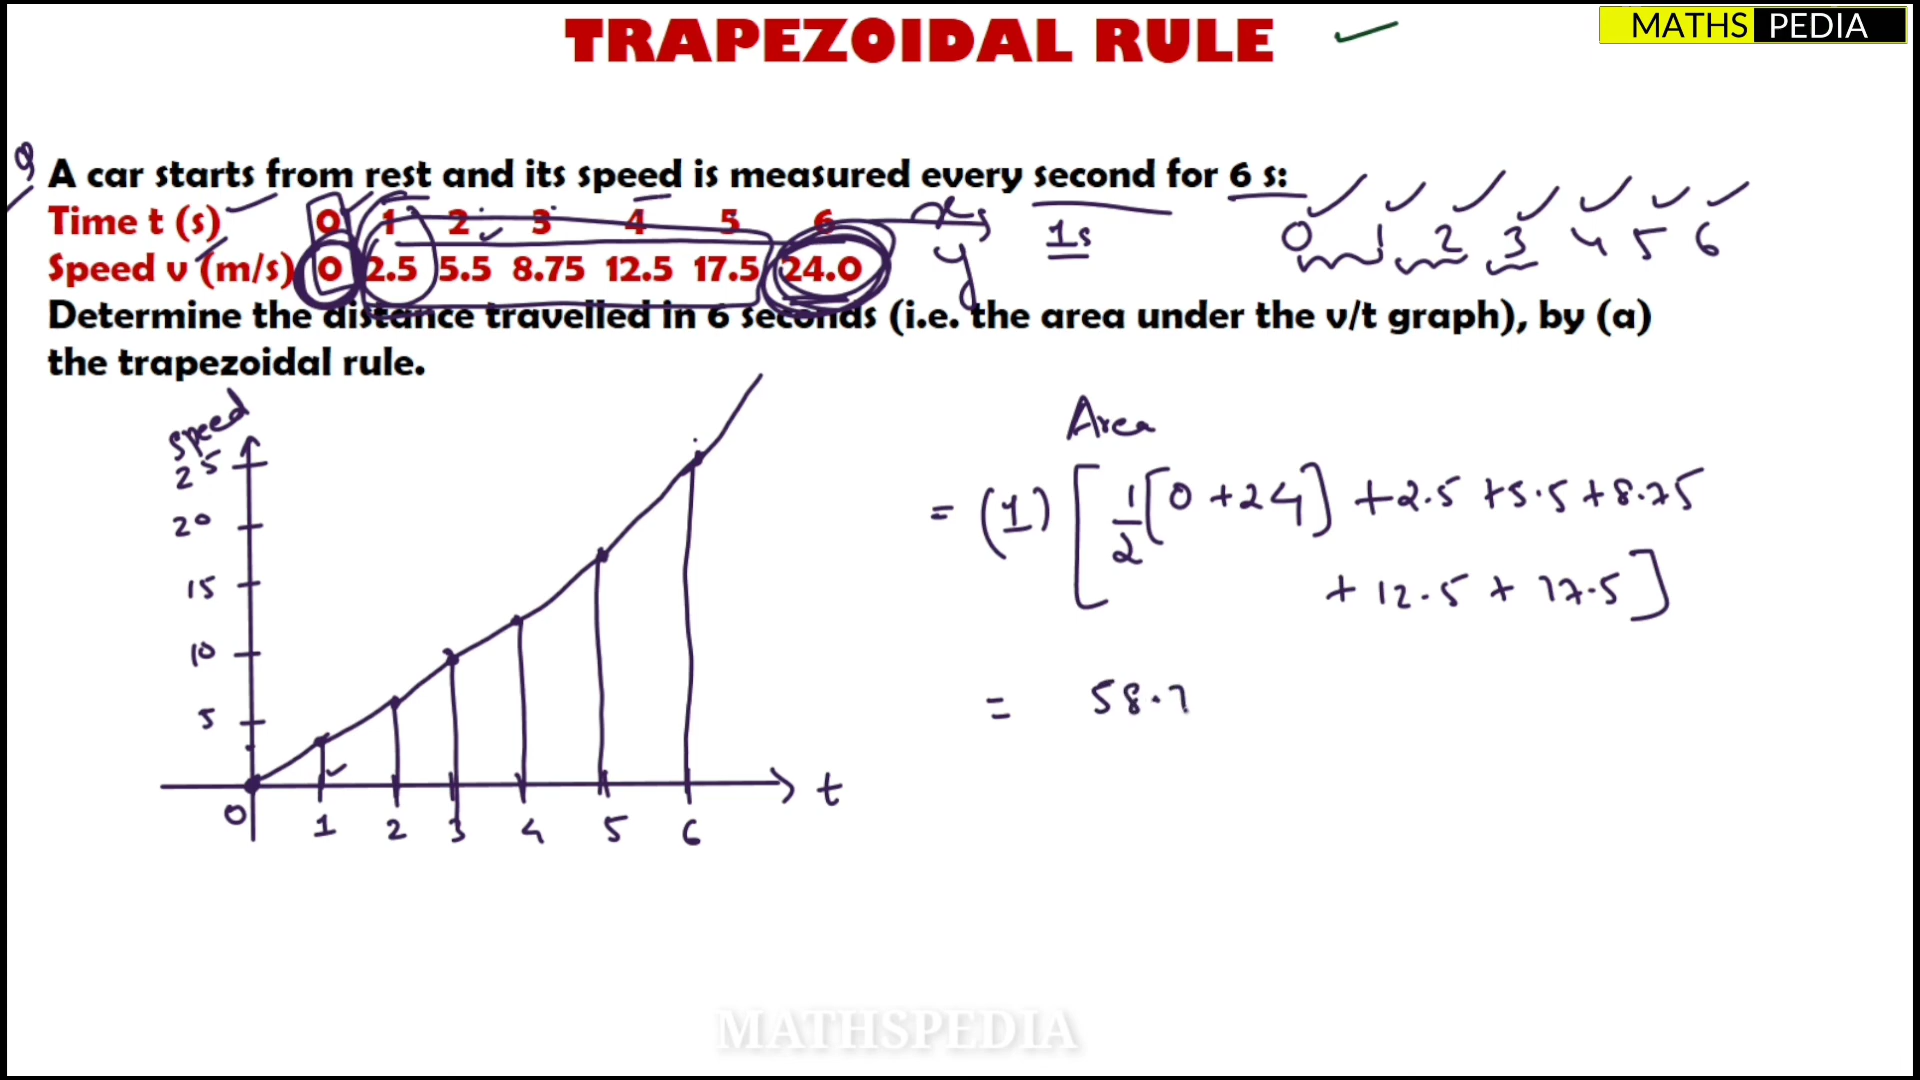 TRAPEZOIDAL RULE
MATHS PEDIA
Q A car starts from rest and its speed is measured every second for 6 s:
Time t (s) 0 1 2 3 4 5 6 x
Speed v (m/s) 0 2.5 5.5 8.75 12.5 17.5 24.0 y
1s
0 1 2 3 4 5 6
Determine the distance travelled in 6 seconds (i.e. the area under the v/t graph), by (a)
the trapezoidal rule.
Speed
25
20
15
10
5
0 1 2 3 4 5 6
t
Area
= (1) [ 1/2 [0 + 24] + 2.5 + 5.5 + 8.75
+ 12.5 + 17.5 ]
= 58.7
MATHSPEDIA